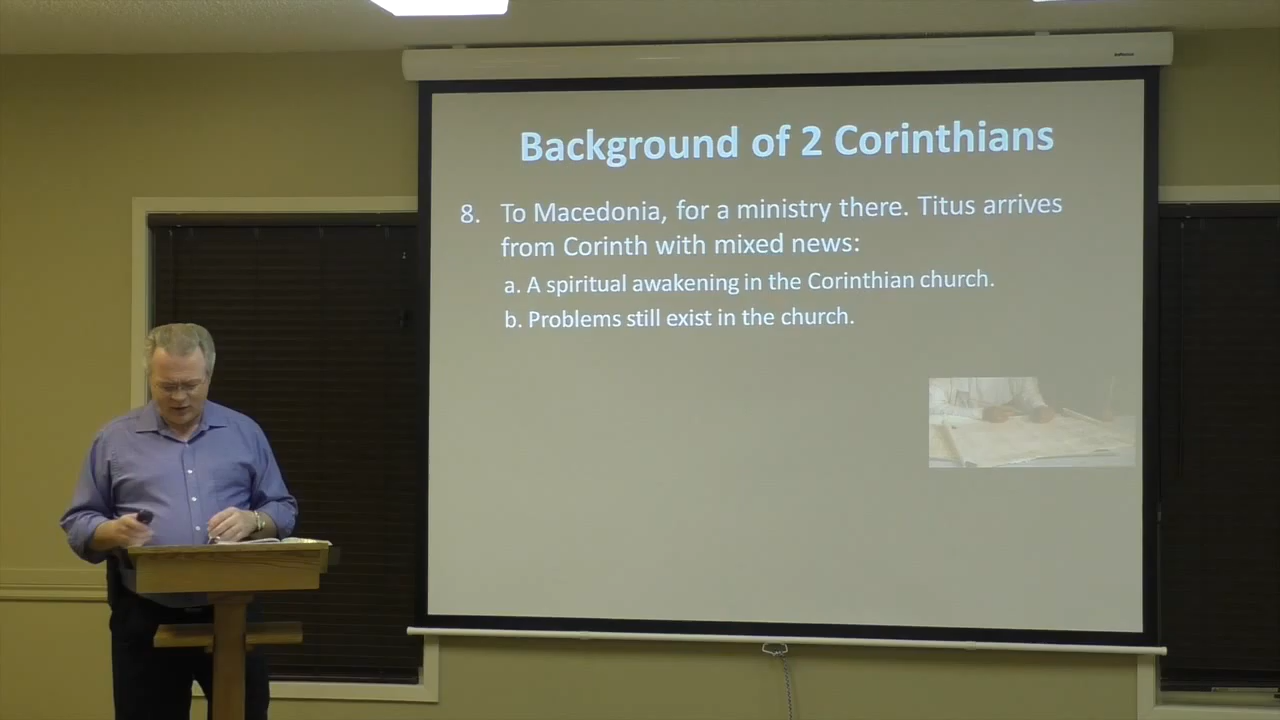 Background of 2 Corinthians
8. To Macedonia, for a ministry there. Titus arrives
from Corinth with mixed news:
a. A spiritual awakening in the Corinthian church.
b. Problems still exist in the church.